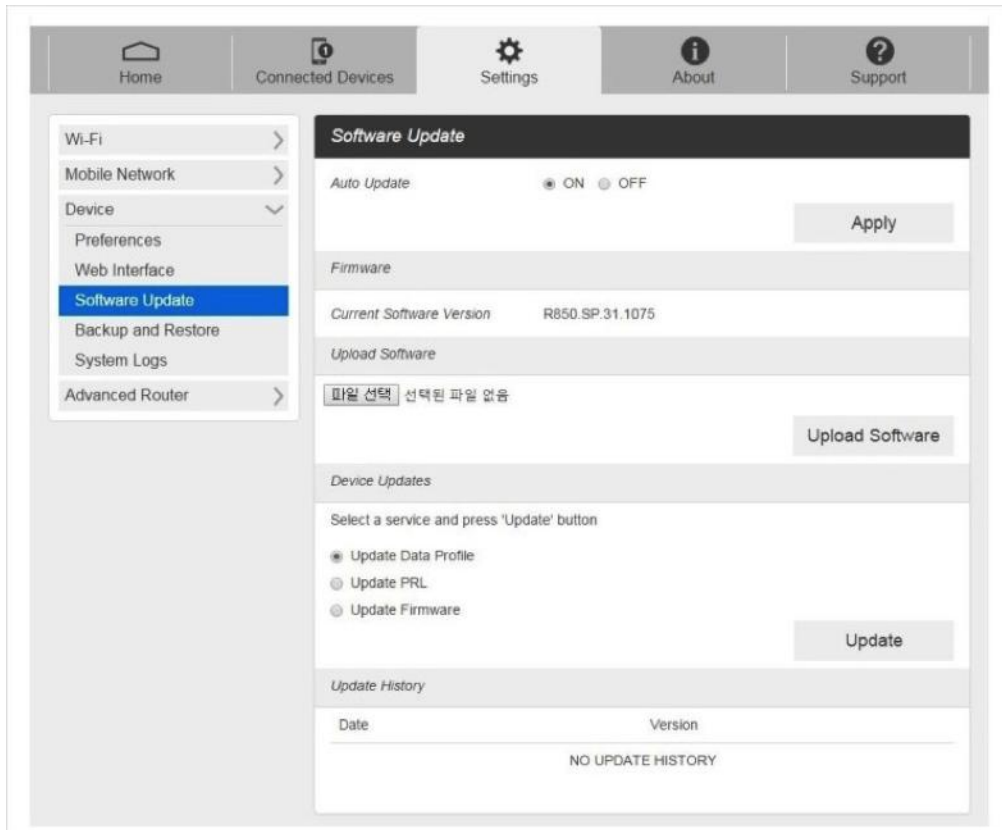 Home
1
Connected Devices
Settings
About
Support
Wi-Fi
Mobile Network
Device
Preferences
Web Interface
Software Update
Backup and Restore
System Logs
Advanced Router
Software Update
Auto Update ON OFF
Apply
Firmware
Current Software Version R850.SP.31.1075
Upload Software
파일 선택 선택된 파일 없음
Upload Software
Device Updates
Select a service and press 'Update' button
Update Data Profile
Update PRL
Update Firmware
Update
Update History
Date Version
NO UPDATE HISTORY